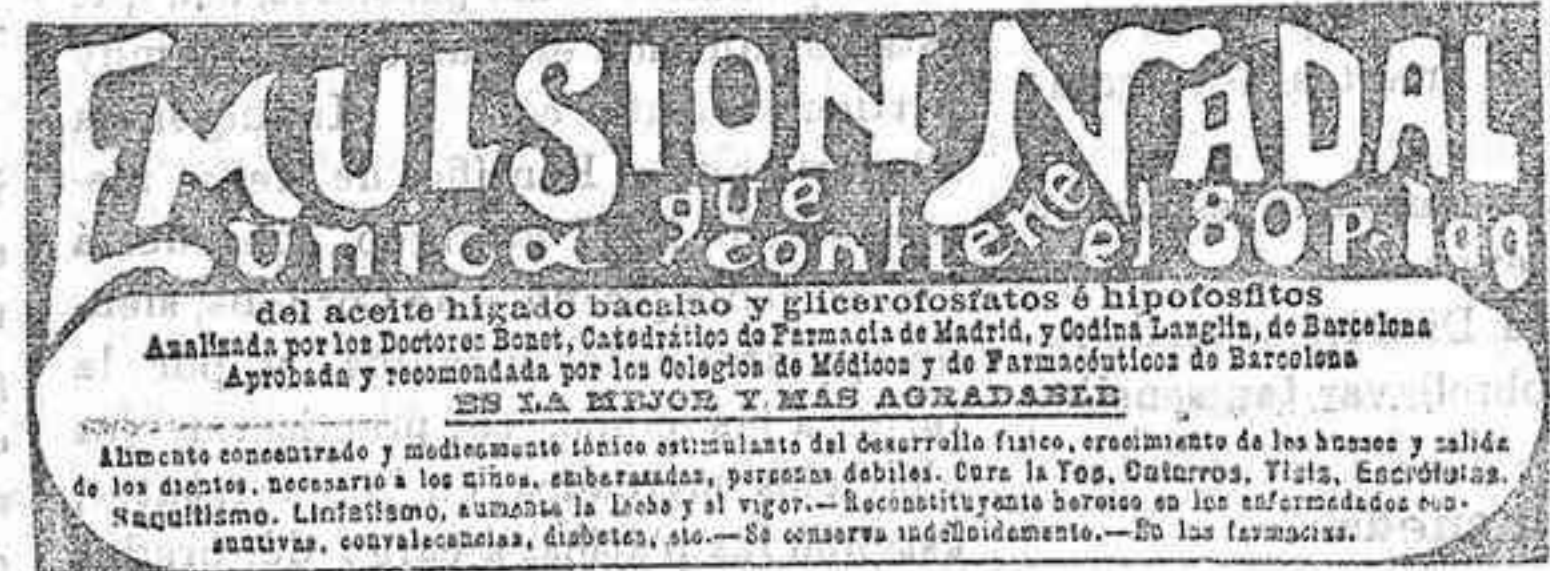 EMULSION NADAL
Unica que contiene el 80 p. 100
del aceite hígado bacalao y glicerofosfatos é hipofosfitos
Analizada por los Doctores Bonet, Catedrático de Farmacia de Madrid, y Codina Langlin, de Barcelona
Aprobada y recomendada por los Colegios de Médicos y de Farmacéuticos de Barcelona
ES LA MEJOR Y MAS AGRADABLE
Alimento concentrado y medicamento tónico estimulante del desarrollo físico, crecimiento de los huesos y salida
de los dientes, necesario a los niños, embarazadas, personas debiles. Cura la Tos, Catarros, Tisis, Escrófulas,
Raquitismo, Linfatismo, aumenta la leche y el vigor.—Reconstituyente heroico en las enfermedades con-
suntivas, convalecencias, diabetes, etc.—Se conserva indefinidamente.—En las farmacias.